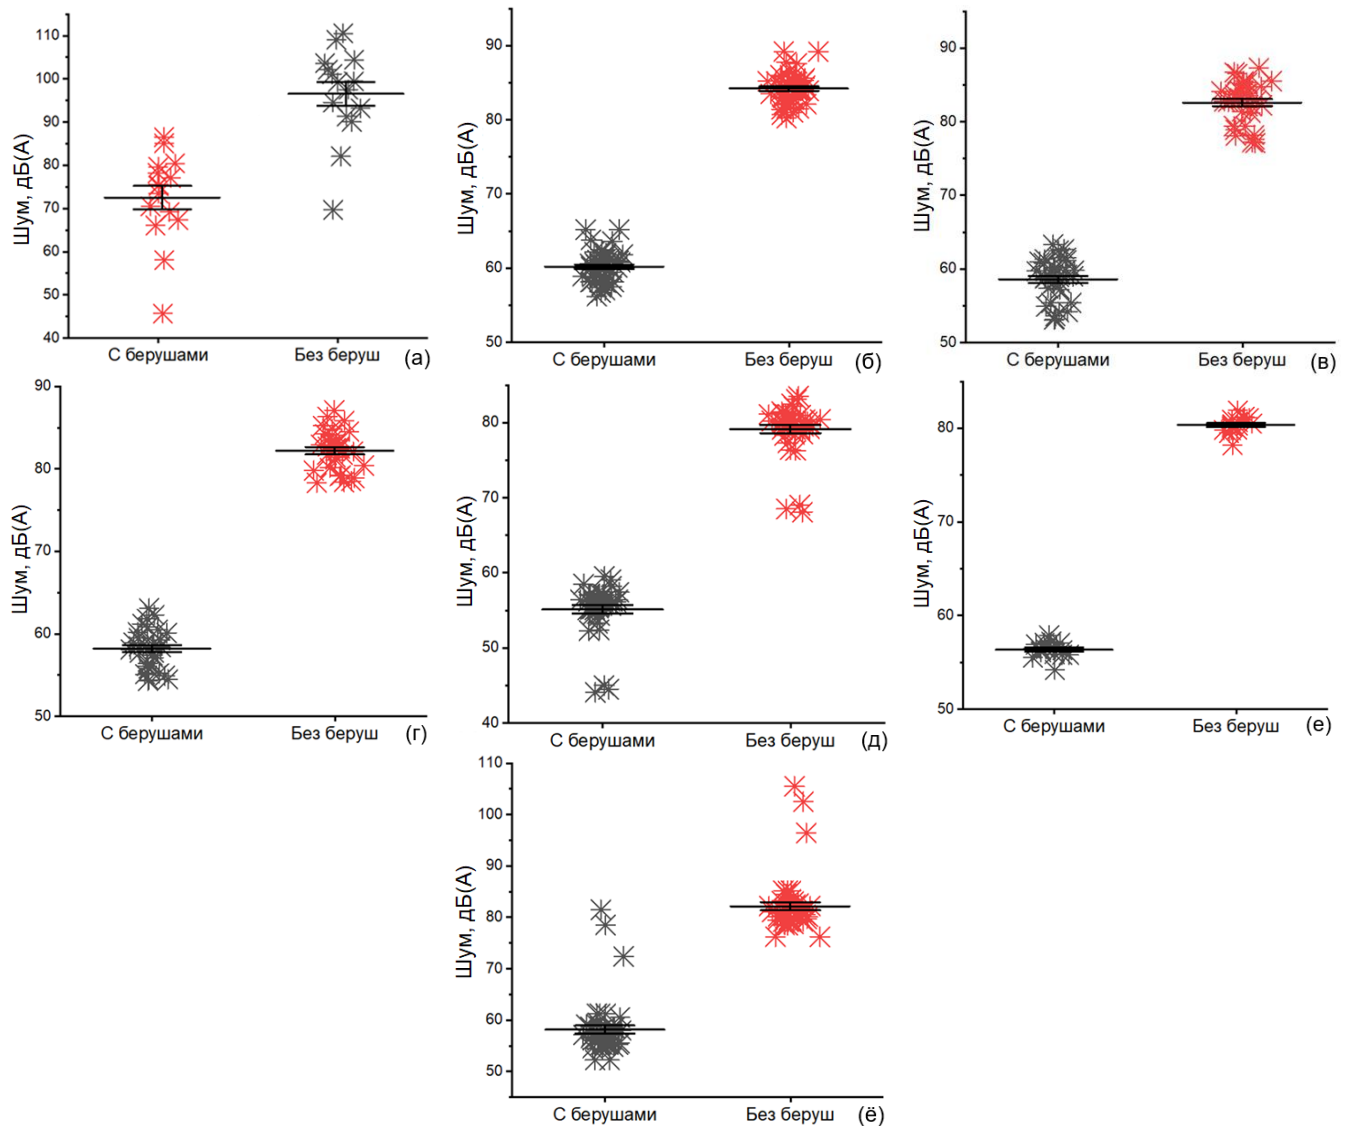 Шум, дБ(А)
110
100
90
80
70
60
50
40
С берушами
Без беруш
(а)
Шум, дБ(А)
90
80
70
60
50
С берушами
Без беруш
(б)
Шум, дБ(А)
90
80
70
60
50
С берушами
Без беруш
(в)
Шум, дБ(А)
90
80
70
60
50
С берушами
Без беруш
(г)
Шум, дБ(А)
80
70
60
50
40
С берушами
Без беруш
(д)
Шум, дБ(А)
80
70
60
50
С берушами
Без беруш
(е)
Шум, дБ(А)
110
100
90
80
70
60
50
С берушами
Без беруш
(ё)